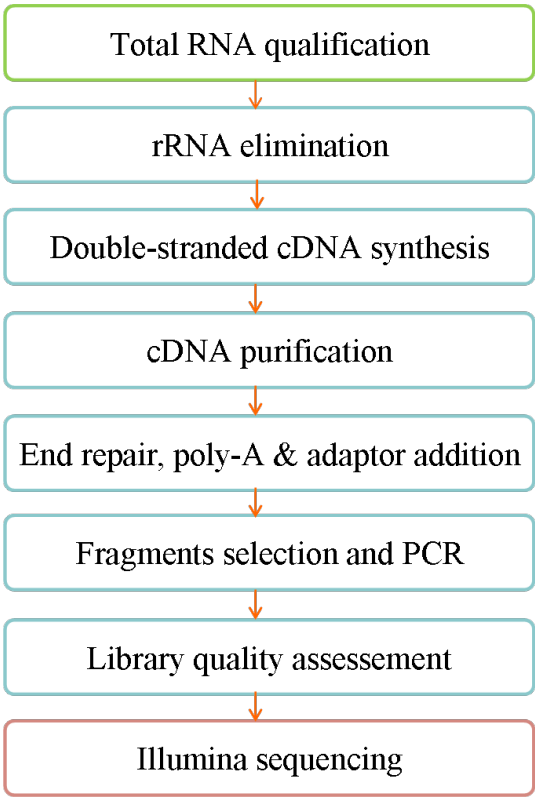 Total RNA qualification
rRNA elimination
Double-stranded cDNA synthesis
cDNA purification
End repair, poly-A & adaptor addition
Fragments selection and PCR
Library quality assessement
Illumina sequencing